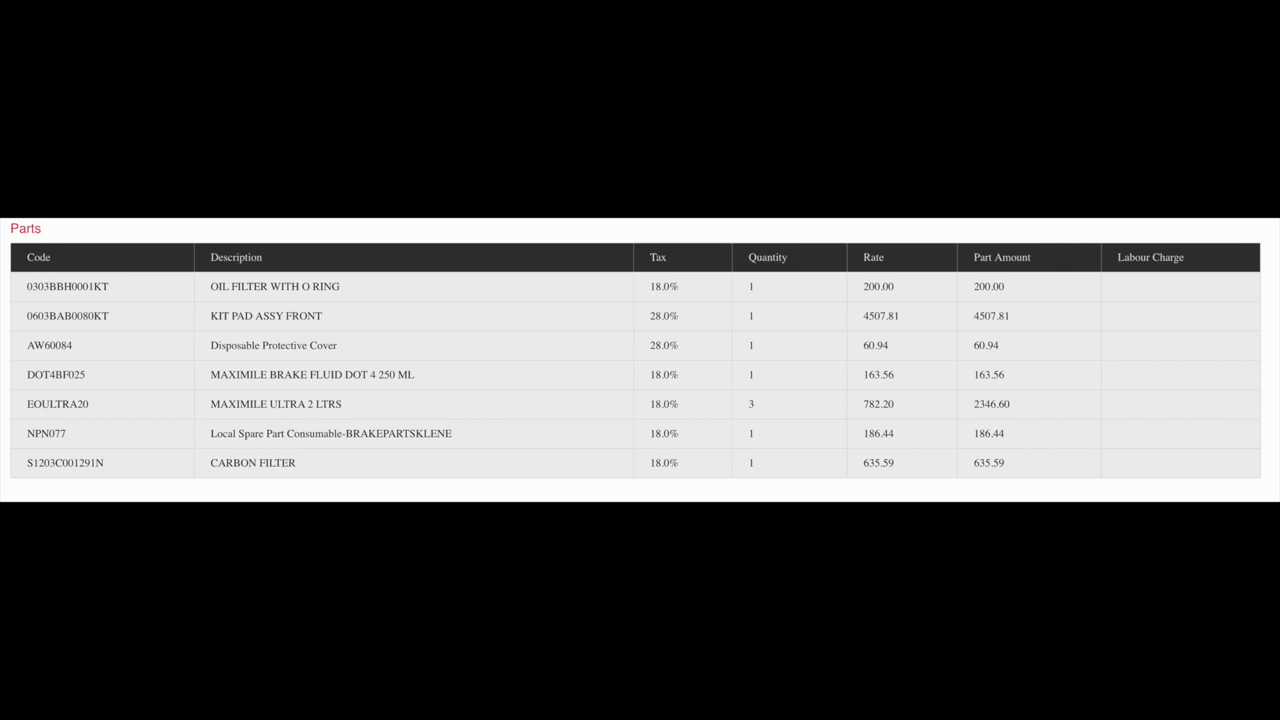 Parts
Code Description Tax Quantity Rate Part Amount Labour Charge
0303BBH0001KT OIL FILTER WITH O RING 18.0% 1 200.00 200.00
0603BAB0080KT KIT PAD ASSY FRONT 28.0% 1 4507.81 4507.81
AW60084 Disposable Protective Cover 28.0% 1 60.94 60.94
DOT4BF025 MAXIMILE BRAKE FLUID DOT 4 250 ML 18.0% 1 163.56 163.56
EOULTRA20 MAXIMILE ULTRA 2 LTRS 18.0% 3 782.20 2346.60
NPN077 Local Spare Part Consumable-BRAKEPARTSKLENE 18.0% 1 186.44 186.44
S1203C001291N CARBON FILTER 18.0% 1 635.59 635.59